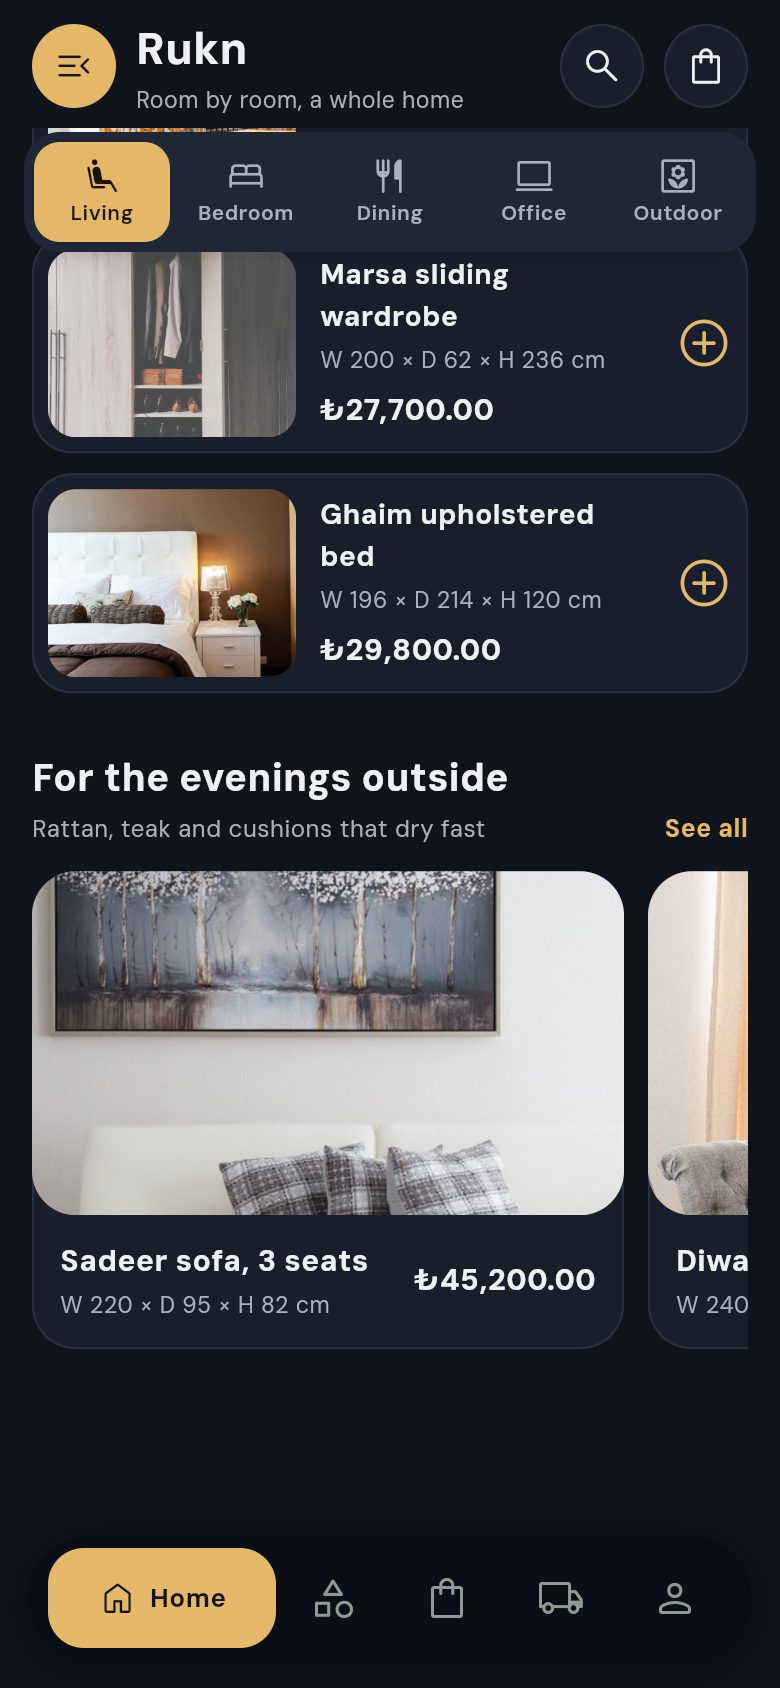 Rukn
Room by room, a whole home
Living
Bedroom
Dining
Office
Outdoor
Marsa sliding
wardrobe
W 200 × D 62 × H 236 cm
₺27,700.00
Ghaim upholstered
bed
W 196 × D 214 × H 120 cm
₺29,800.00
For the evenings outside
Rattan, teak and cushions that dry fast
See all
Sadeer sofa, 3 seats
W 220 × D 95 × H 82 cm
₺45,200.00
Diwa
W 240
Home